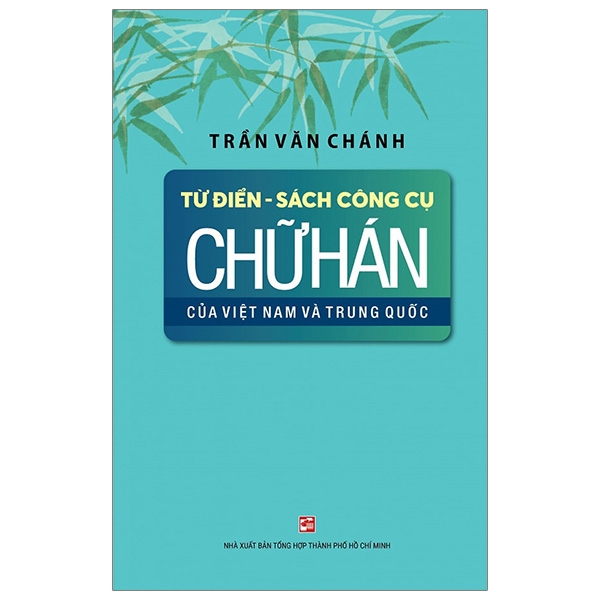 TRẦN VĂN CHÁNH
TỪ ĐIỂN - SÁCH CÔNG CỤ
CHỮ HÁN
CỦA VIỆT NAM VÀ TRUNG QUỐC
NHÀ XUẤT BẢN TỔNG HỢP THÀNH PHỐ HỒ CHÍ MINH